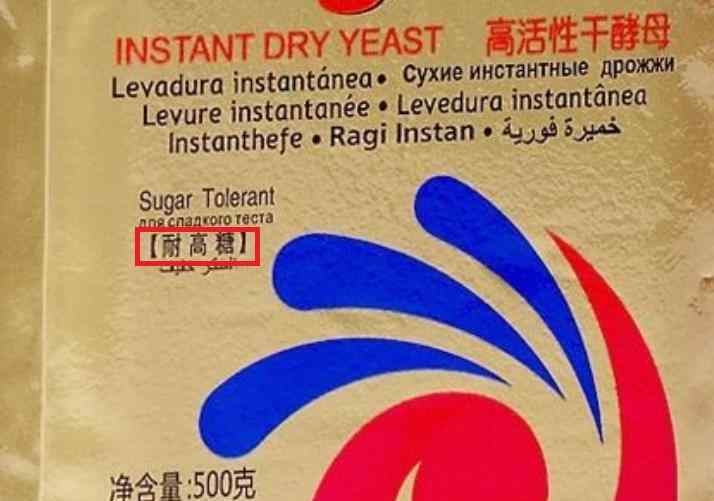 INSTANT DRY YEAST 高活性干酵母
Levadura instantánea • Сухие инстантные дрожжи
Levure instantanée • Levedura instantânea
Instanthefe • Ragi Instan • خميرة فورية
Sugar Tolerant
для сладкого теста
【耐高糖】
السكر خفيف
净含量:500克